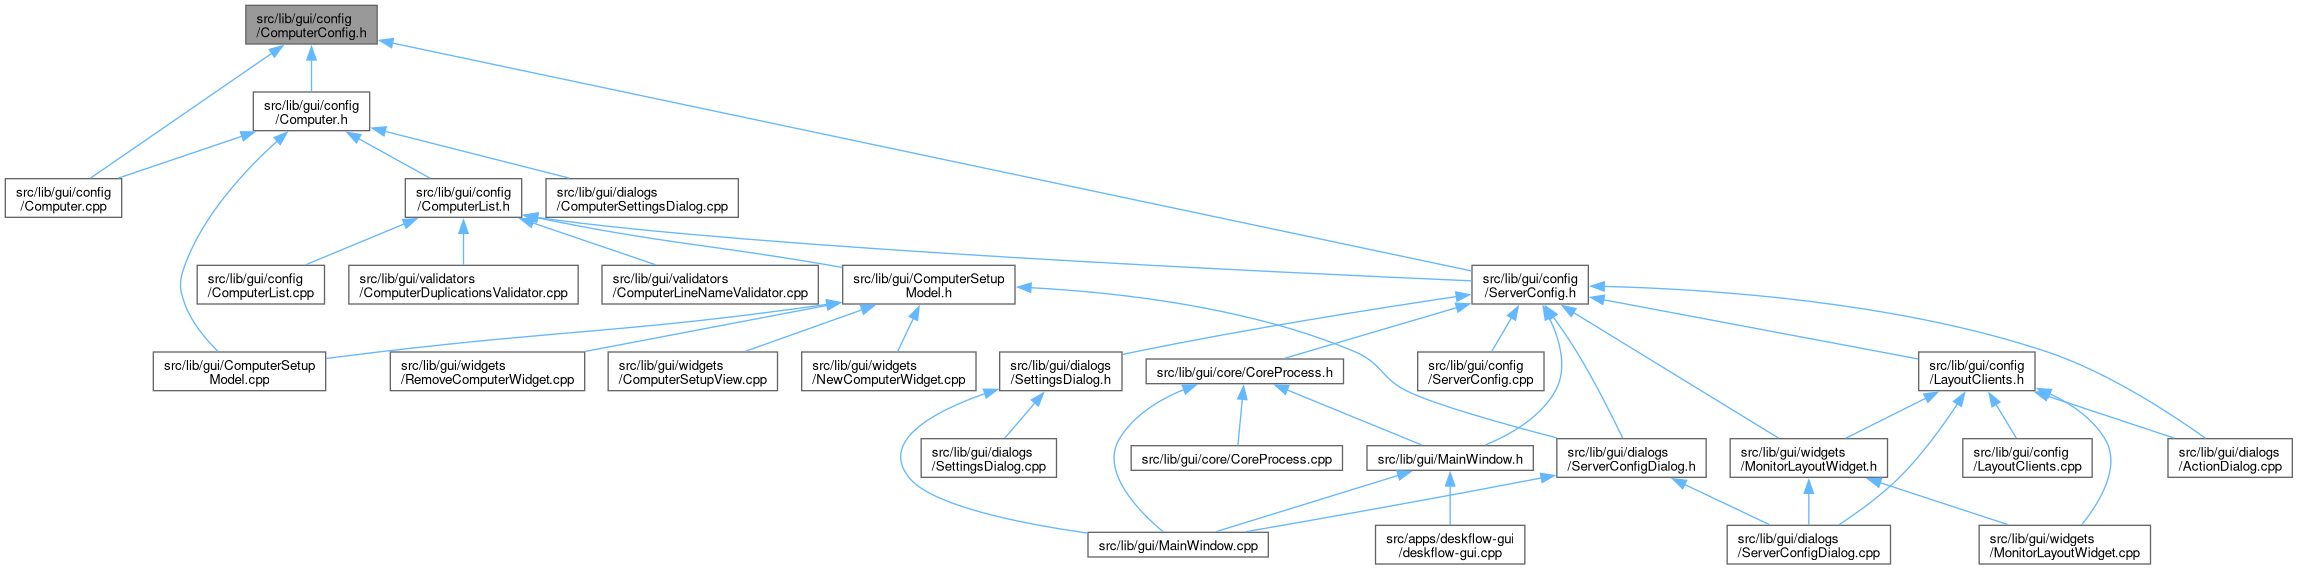 src/lib/gui/config
/ComputerConfig.h
src/lib/gui/config
/Computer.h
src/lib/gui/config
/Computer.cpp
src/lib/gui/config
/ComputerList.h
src/lib/gui/dialogs
/ComputerSettingsDialog.cpp
src/lib/gui/config
/ComputerList.cpp
src/lib/gui/validators
/ComputerDuplicationsValidator.cpp
src/lib/gui/validators
/ComputerLineNameValidator.cpp
src/lib/gui/ComputerSetup
Model.h
src/lib/gui/config
/ServerConfig.h
src/lib/gui/ComputerSetup
Model.cpp
src/lib/gui/widgets
/RemoveComputerWidget.cpp
src/lib/gui/widgets
/ComputerSetupView.cpp
src/lib/gui/widgets
/NewComputerWidget.cpp
src/lib/gui/dialogs
/SettingsDialog.h
src/lib/gui/core/CoreProcess.h
src/lib/gui/config
/ServerConfig.cpp
src/lib/gui/config
/LayoutClients.h
src/lib/gui/dialogs
/SettingsDialog.cpp
src/lib/gui/core/CoreProcess.cpp
src/lib/gui/MainWindow.h
src/lib/gui/dialogs
/ServerConfigDialog.h
src/lib/gui/widgets
/MonitorLayoutWidget.h
src/lib/gui/config
/LayoutClients.cpp
src/lib/gui/dialogs
/ActionDialog.cpp
src/lib/gui/MainWindow.cpp
src/apps/deskflow-gui
/deskflow-gui.cpp
src/lib/gui/dialogs
/ServerConfigDialog.cpp
src/lib/gui/widgets
/MonitorLayoutWidget.cpp